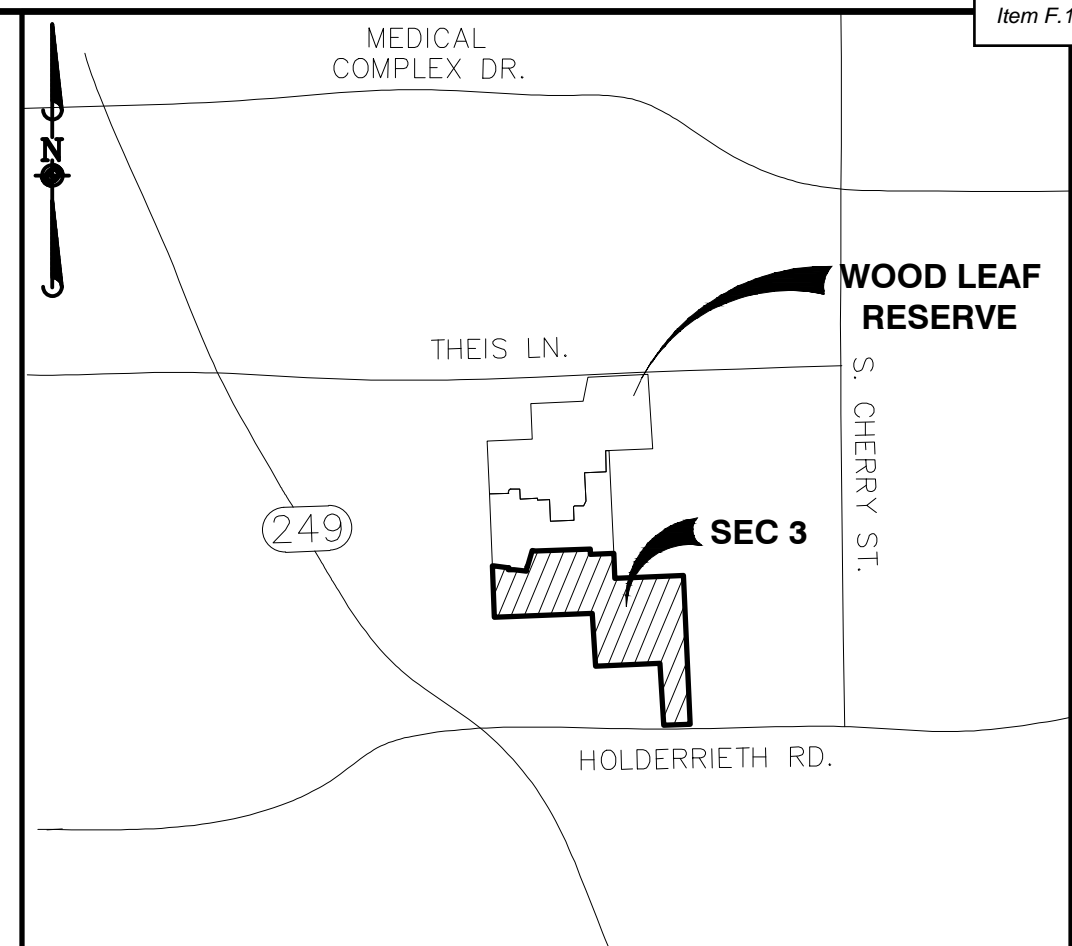 Item F.1
MEDICAL
COMPLEX DR.
N
WOOD LEAF
RESERVE
THEIS LN.
S. CHERRY ST.
249
SEC 3
HOLDERRIETH RD.